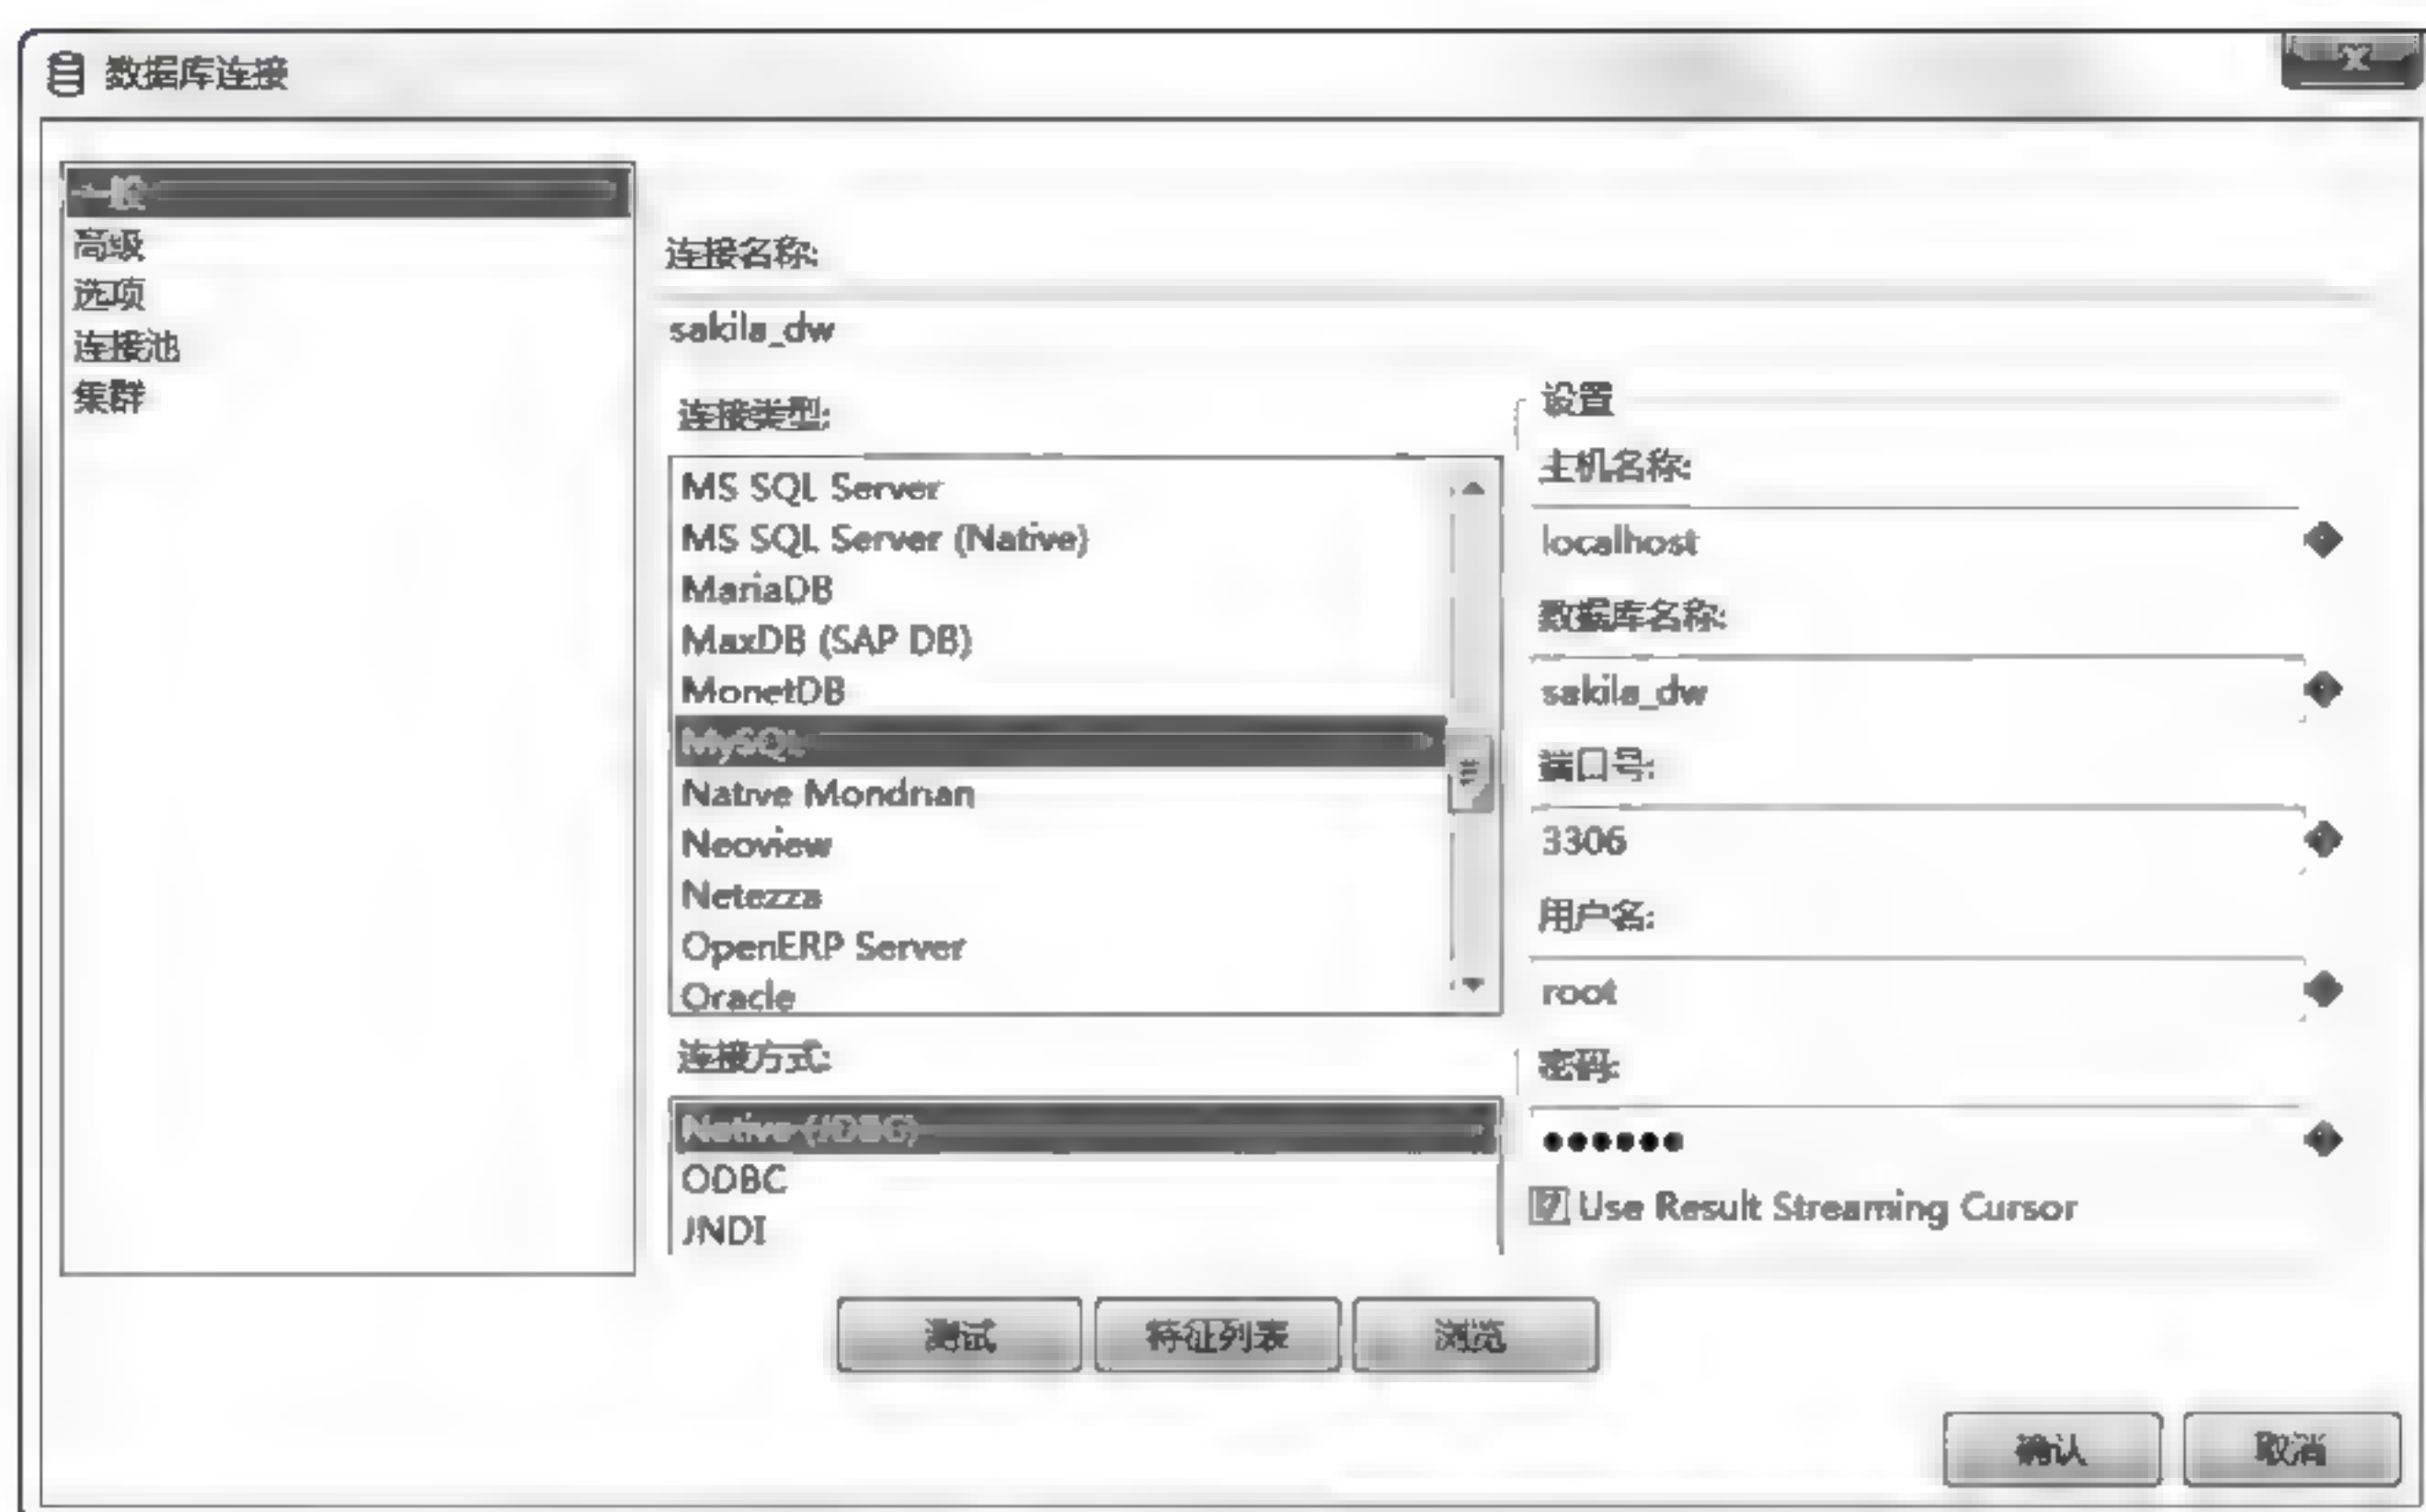 数据库连接
x
一般
高级
选项
连接池
集群
连接名称:
sakila_dw
连接类型:
MS SQL Server
MS SQL Server (Native)
MariaDB
MaxDB (SAP DB)
MonetDB
MySQL
Native Mondrian
Neoview
Netezza
OpenERP Server
Oracle
连接方式:
Native (JDBC)
ODBC
JNDI
设置
主机名称:
localhost
数据库名称:
sakila_dw
端口号:
3306
用户名:
root
密码:
●●●●●●
Use Result Streaming Cursor
测试 特征列表 浏览
确认 取消